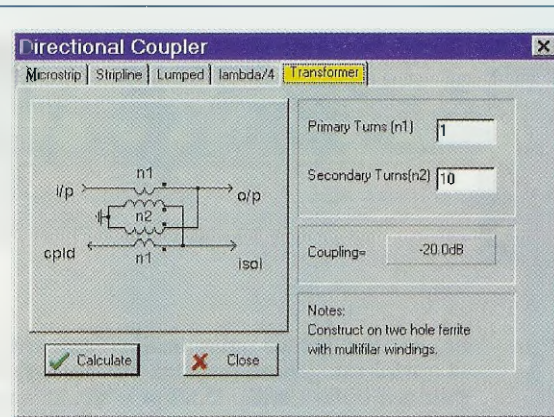 Directional Coupler
Microstrip Stripline Lumped lambda/4 Transformer
Primary Turns (n1) 1
Secondary Turns(n2) 10
n1
i/p o/p
n2
cpld n1 isol
Coupling= -20.0dB
Notes:
Construct on two hole ferrite
with multifilar windings.
Calculate Close